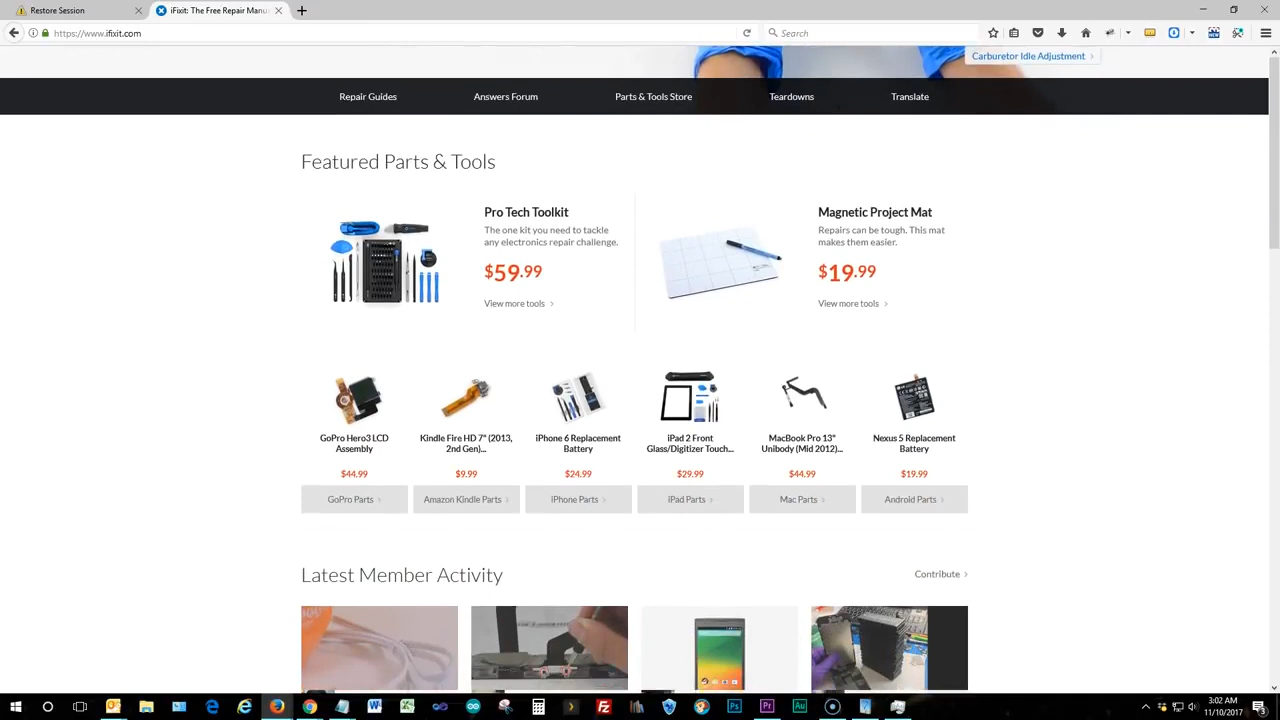 Restore Session
iFixit: The Free Repair Manu
https://www.ifixit.com
Search
Carburetor Idle Adjustment
Repair Guides
Answers Forum
Parts & Tools Store
Teardowns
Translate
Featured Parts & Tools
Pro Tech Toolkit
The one kit you need to tackle
any electronics repair challenge.
$59.99
View more tools
Magnetic Project Mat
Repairs can be tough. This mat
makes them easier.
$19.99
View more tools
GoPro Hero3 LCD
Assembly
$44.99
GoPro Parts
Kindle Fire HD 7" (2013,
2nd Gen)...
$9.99
Amazon Kindle Parts
iPhone 6 Replacement
Battery
$24.99
iPhone Parts
iPad 2 Front
Glass/Digitizer Touch...
$29.99
iPad Parts
MacBook Pro 13"
Unibody (Mid 2012)...
$44.99
Mac Parts
Nexus 5 Replacement
Battery
$19.99
Android Parts
Latest Member Activity
Contribute
3:02 AM
11/10/2017